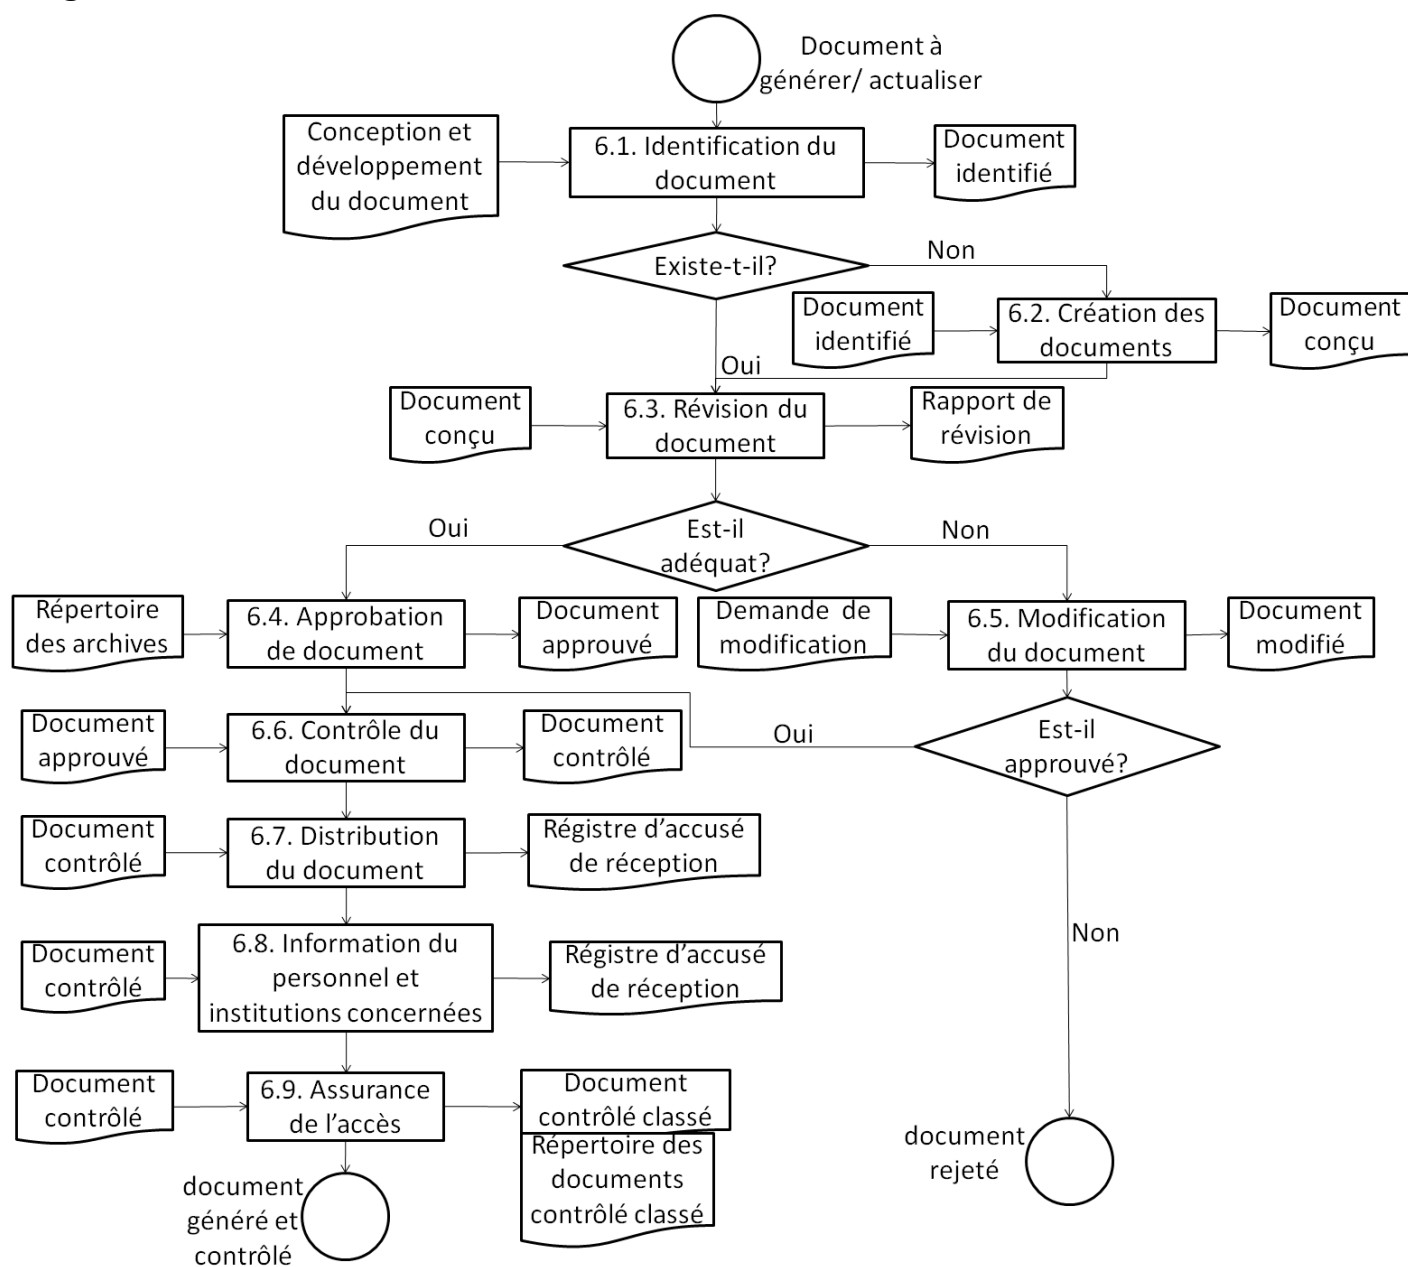 Document à
générer/ actualiser
Conception et
développement
du document
6.1. Identification du
document
Document
identifié
Existe-t-il?
Non
Document
identifié
6.2. Création des
documents
Document
conçu
Oui
Document
conçu
6.3. Révision du
document
Rapport de
révision
Oui
Est-il
adéquat?
Non
Répertoire
des archives
6.4. Approbation
de document
Document
approuvé
Demande de
modification
6.5. Modification
du document
Document
modifié
Document
approuvé
6.6. Contrôle du
document
Document
contrôlé
Oui
Est-il
approuvé?
Document
contrôlé
6.7. Distribution
du document
Régistre d’accusé
de réception
Non
Document
contrôlé
6.8. Information du
personnel et
institutions concernées
Régistre d’accusé
de réception
Document
contrôlé
6.9. Assurance
de l’accès
Document
contrôlé classé
Répertoire des
documents
contrôlé classé
document
rejeté
document
généré et
contrôlé